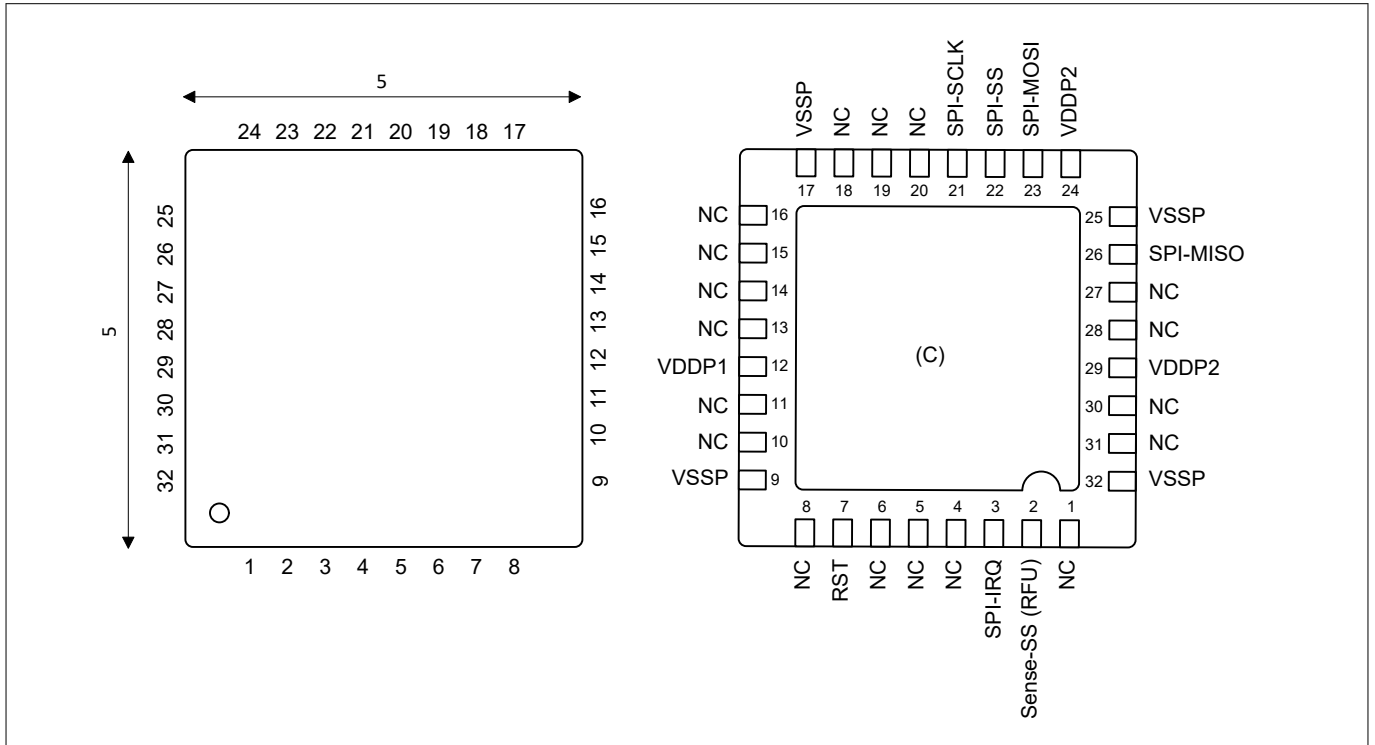 5
24 23 22 21 20 19 18 17
5
25
26
27
28
29
30
31
32
16
15
14
13
12
11
10
9
1 2 3 4 5 6 7 8
VSSP
NC
NC
NC
SPI-SCLK
SPI-SS
SPI-MOSI
VDDP2
17 18 19 20 21 22 23 24
NC 16
NC 15
NC 14
NC 13
VDDP1 12
NC 11
NC 10
VSSP 9
(C)
25 VSSP
26 SPI-MISO
27 NC
28 NC
29 VDDP2
30 NC
31 NC
32 VSSP
8 7 6 5 4 3 2 1
NC
RST
NC
NC
NC
SPI-IRQ
Sense-SS (RFU)
NC